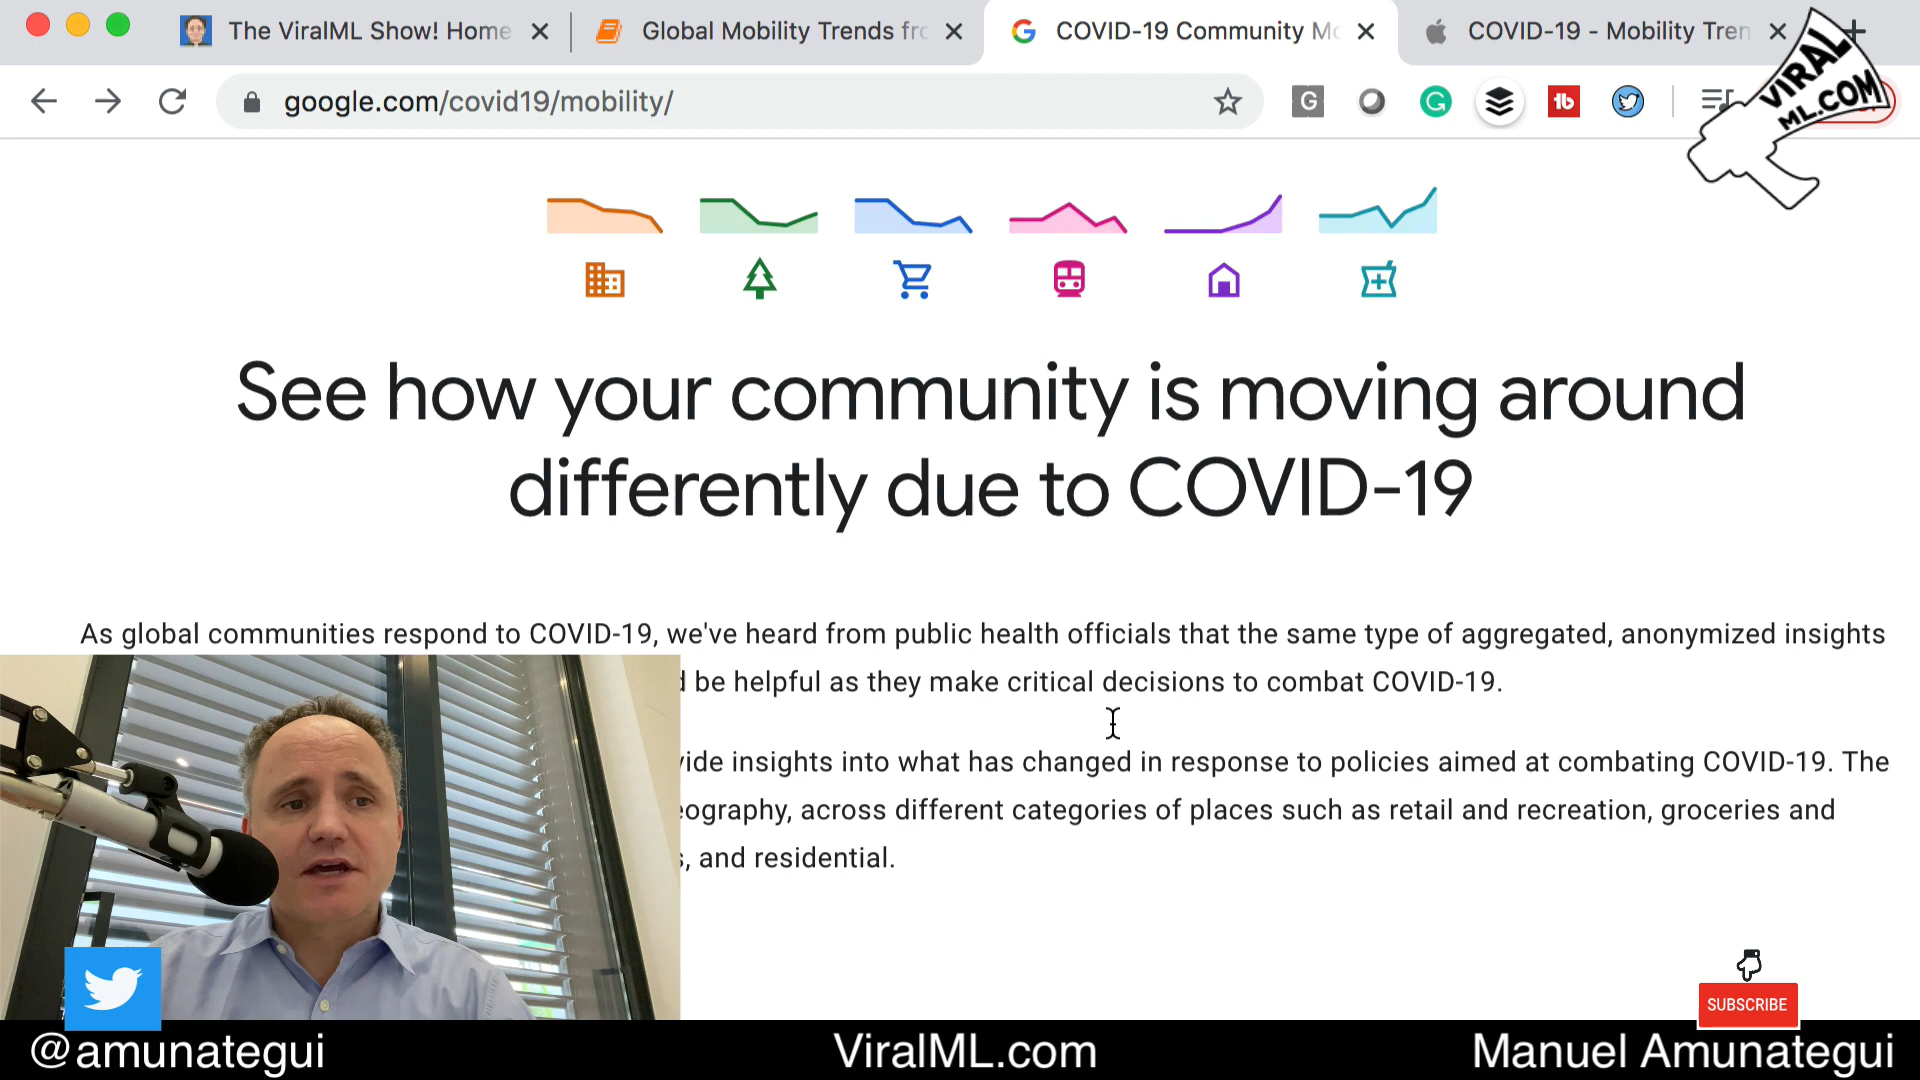 The ViralML Show! Home
Global Mobility Trends fro
COVID-19 Community Mo
COVID-19 - Mobility Tren
google.com/covid19/mobility/
G
tb
VIRAL
ML.COM
See how your community is moving around
differently due to COVID-19
As global communities respond to COVID-19, we've heard from public health officials that the same type of aggregated, anonymized insights
be helpful as they make critical decisions to combat COVID-19.
insights into what has changed in response to policies aimed at combating COVID-19. The
across different categories of places such as retail and recreation, groceries and
and residential.
SUBSCRIBE
@amunategui
ViralML.com
Manuel Amunategui